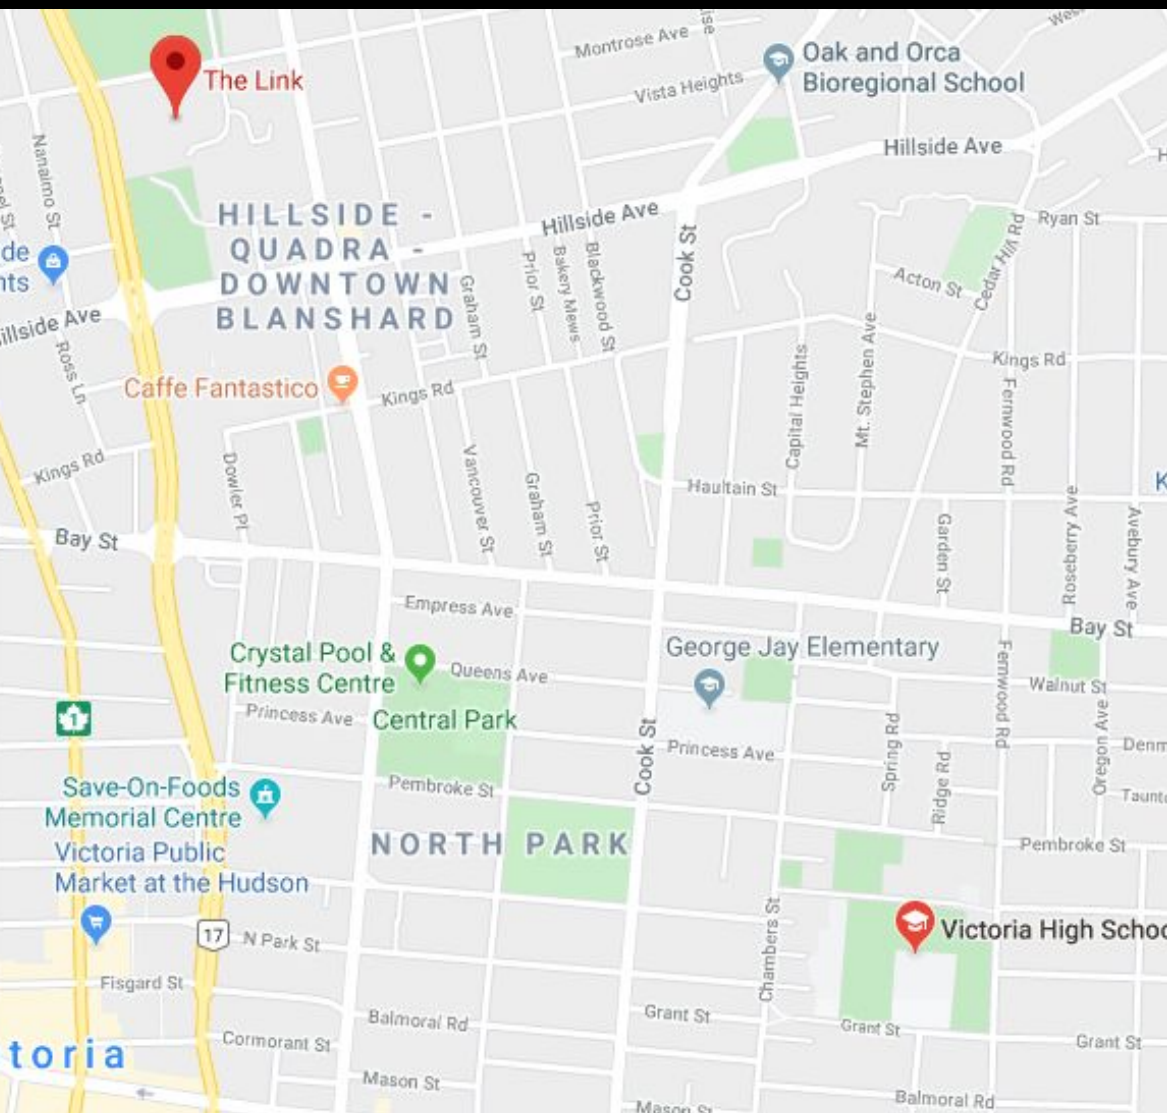 Montrose Ave
Oak and Orca
Bioregional School
The Link
Vista Heights
Hillside Ave
Nanaimo St
HILLSIDE -
QUADRA -
DOWNTOWN
BLANSHARD
Hillside Ave
Ryan St
Cook St
Cedar Hill Rd
Prior St
Bakery Mews
Blackwood St
Graham St
Acton St
illside Ave
Ross Ln
Kings Rd
Mt. Stephen Ave
Capital Heights
Caffe Fantastico
Kings Rd
Fernwood Rd
Kings Rd
Dowler Pl
Vancouver St
Graham St
Prior St
Haultain St
K
Garden St
Roseberry Ave
Avebury Ave
Bay St
Empress Ave
Bay St
Crystal Pool &
Fitness Centre
Queens Ave
George Jay Elementary
Walnut St
Fernwood Rd
1
Princess Ave
Central Park
Cook St
Princess Ave
Spring Rd
Ridge Rd
Oregon Ave
Denm
Save-On-Foods
Memorial Centre
Pembroke St
Taunt
NORTH PARK
Pembroke St
Victoria Public
Market at the Hudson
17
N Park St
Chambers St
Victoria High Schoo
Fisgard St
Balmoral Rd
Grant St
Grant St
Grant St
Cormorant St
toria
Mason St
Balmoral Rd
Mason St